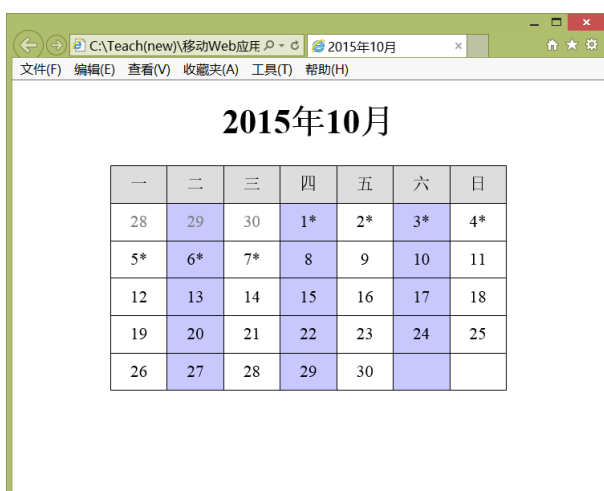 C:\Teach(new)\移动Web应用
2015年10月
文件(F) 编辑(E) 查看(V) 收藏夹(A) 工具(T) 帮助(H)
2015年10月
一 二 三 四 五 六 日
28 29 30 1* 2* 3* 4*
5* 6* 7* 8 9 10 11
12 13 14 15 16 17 18
19 20 21 22 23 24 25
26 27 28 29 30